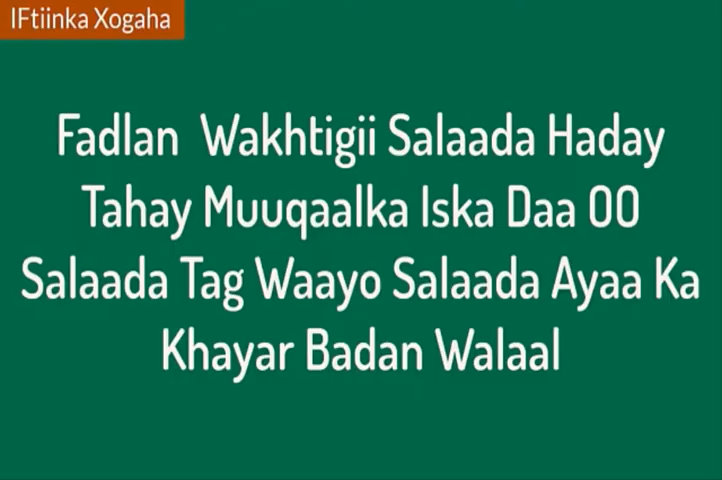 IFtiinka Xogaha
Fadlan Wakhtigii Salaada Haday
Tahay Muuqaalka Iska Daa OO
Salaada Tag Waayo Salaada Ayaa Ka
Khayar Badan Walaal